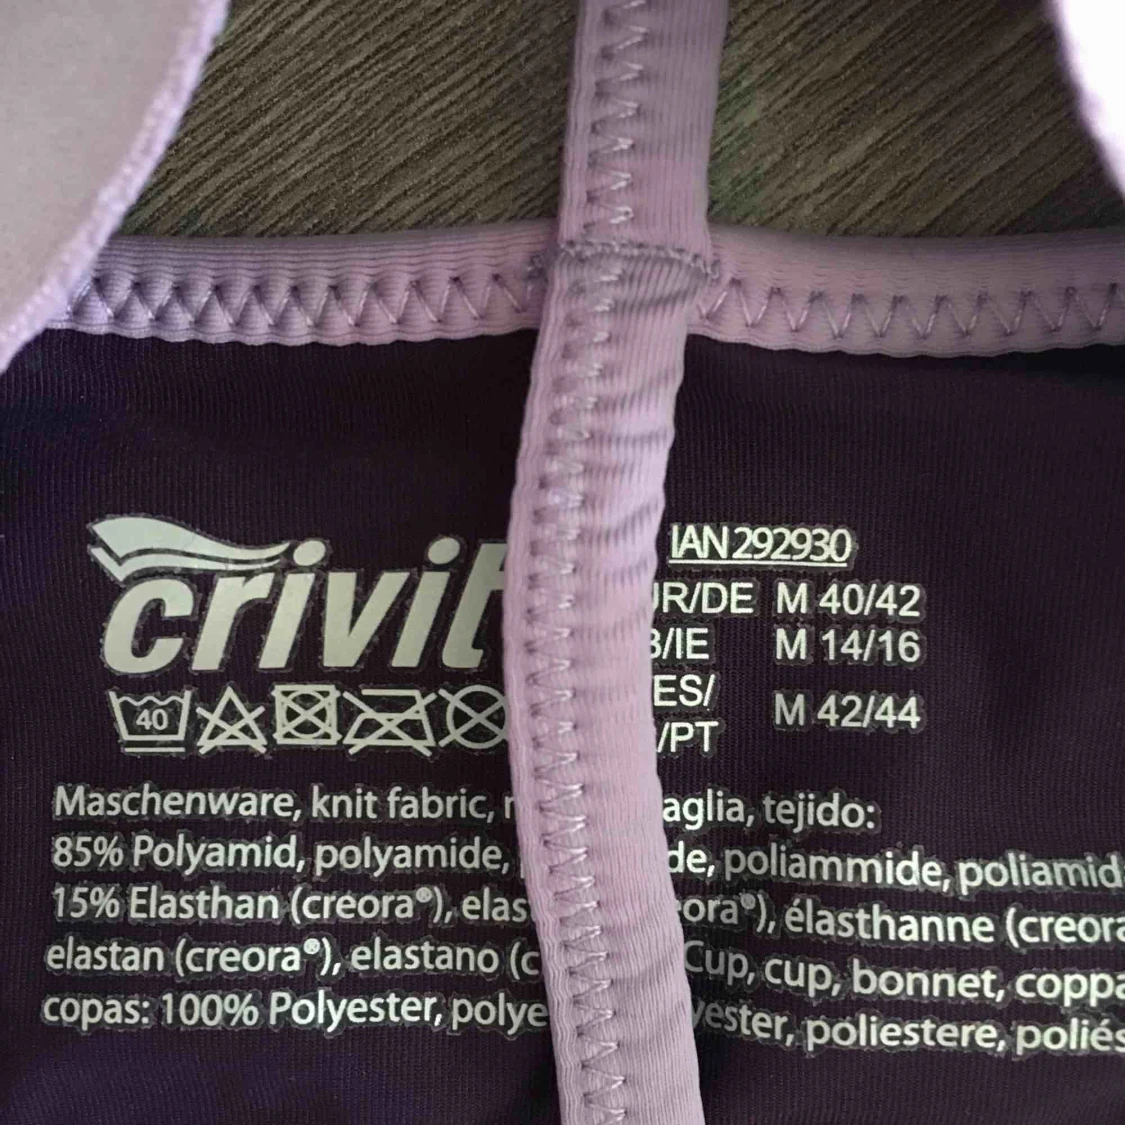 crivit
IAN 292930
UR/DE M 40/42
B/IE M 14/16
ES/
/PT M 42/44
40
Maschenware, knit fabric, aglia, tejido:
85% Polyamid, polyamide, de, poliammide, poliamid
15% Elasthan (creora®), elas ora®), élasthanne (creora
elastan (creora®), elastano (c Cup, cup, bonnet, coppa
copas: 100% Polyester, polye yester, poliestere, poliés